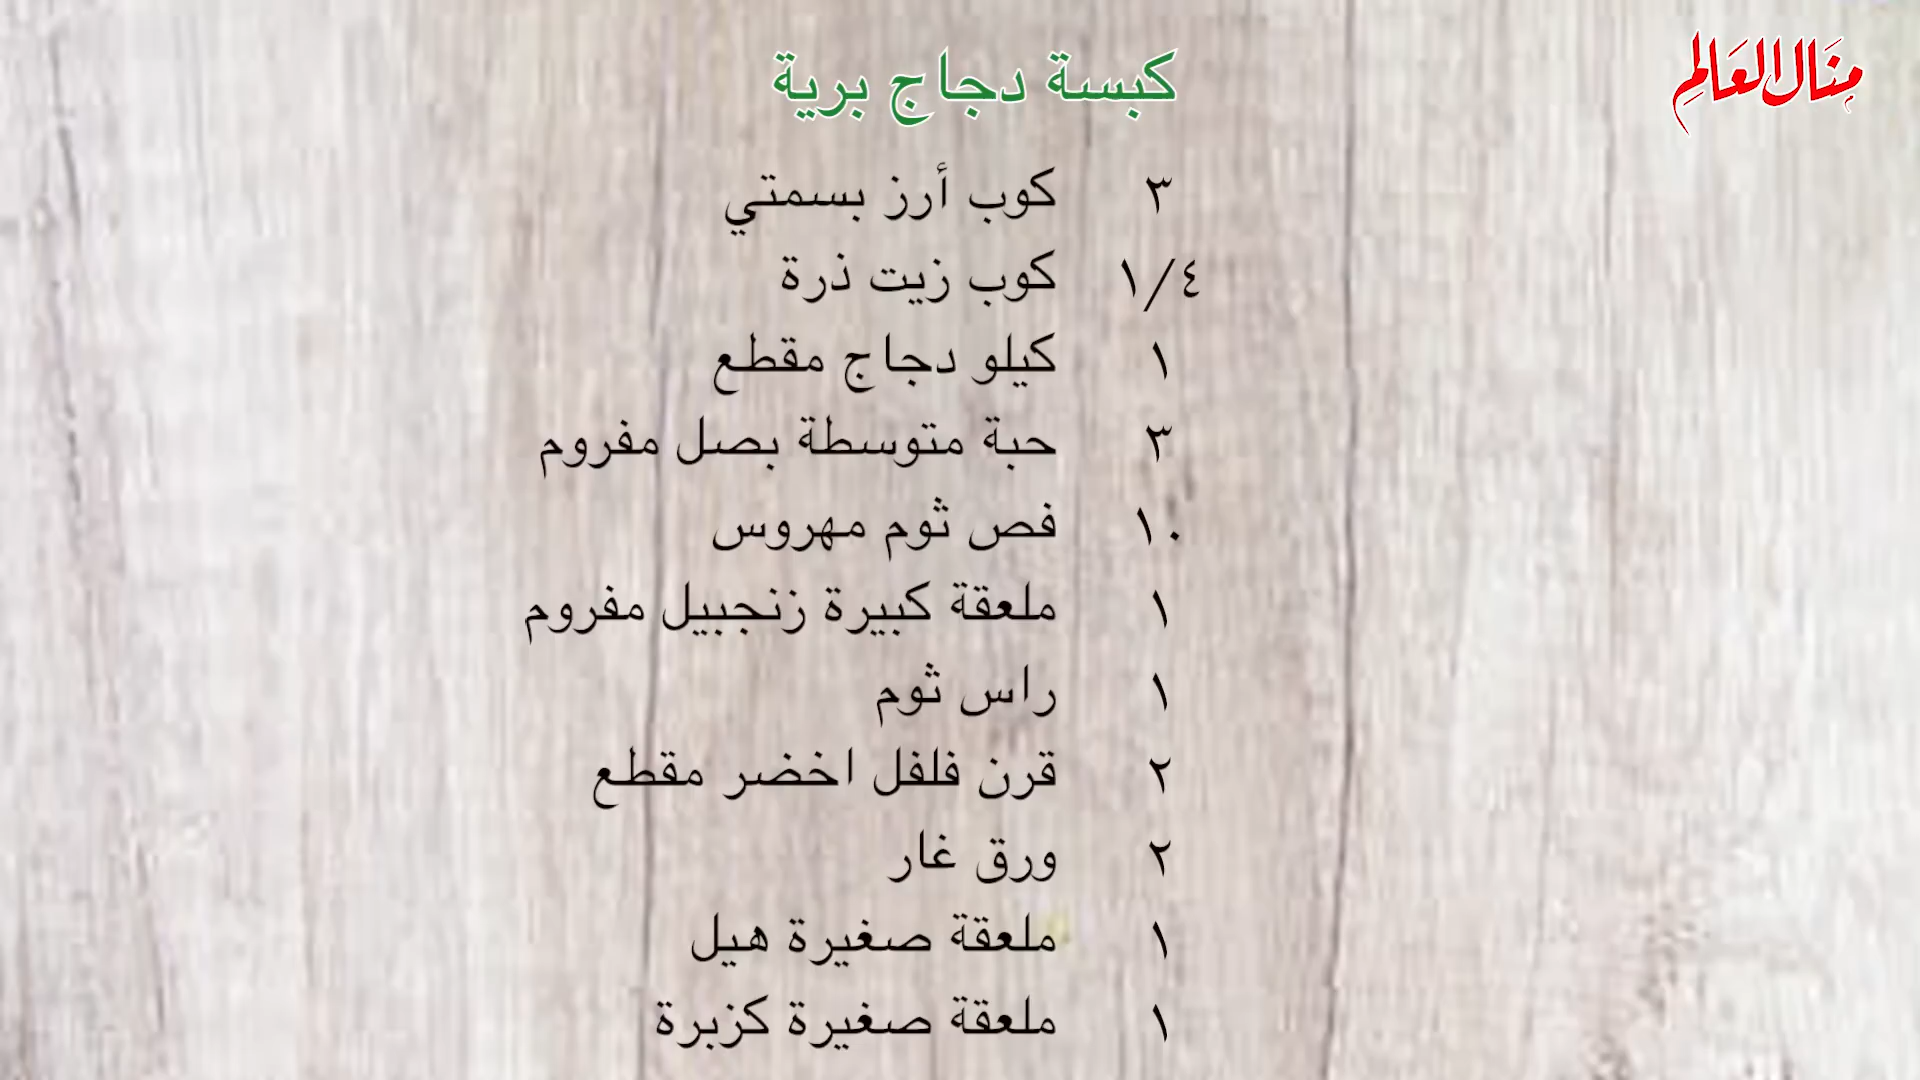 منال العالم
كبسة دجاج برية
٣ كوب أرز بسمتي
١/٤ كوب زيت ذرة
١ كيلو دجاج مقطع
٣ حبة متوسطة بصل مفروم
١٠ فص ثوم مهروس
١ ملعقة كبيرة زنجبيل مفروم
١ راس ثوم
٢ قرن فلفل اخضر مقطع
٢ ورق غار
١ ملعقة صغيرة هيل
١ ملعقة صغيرة كزبرة